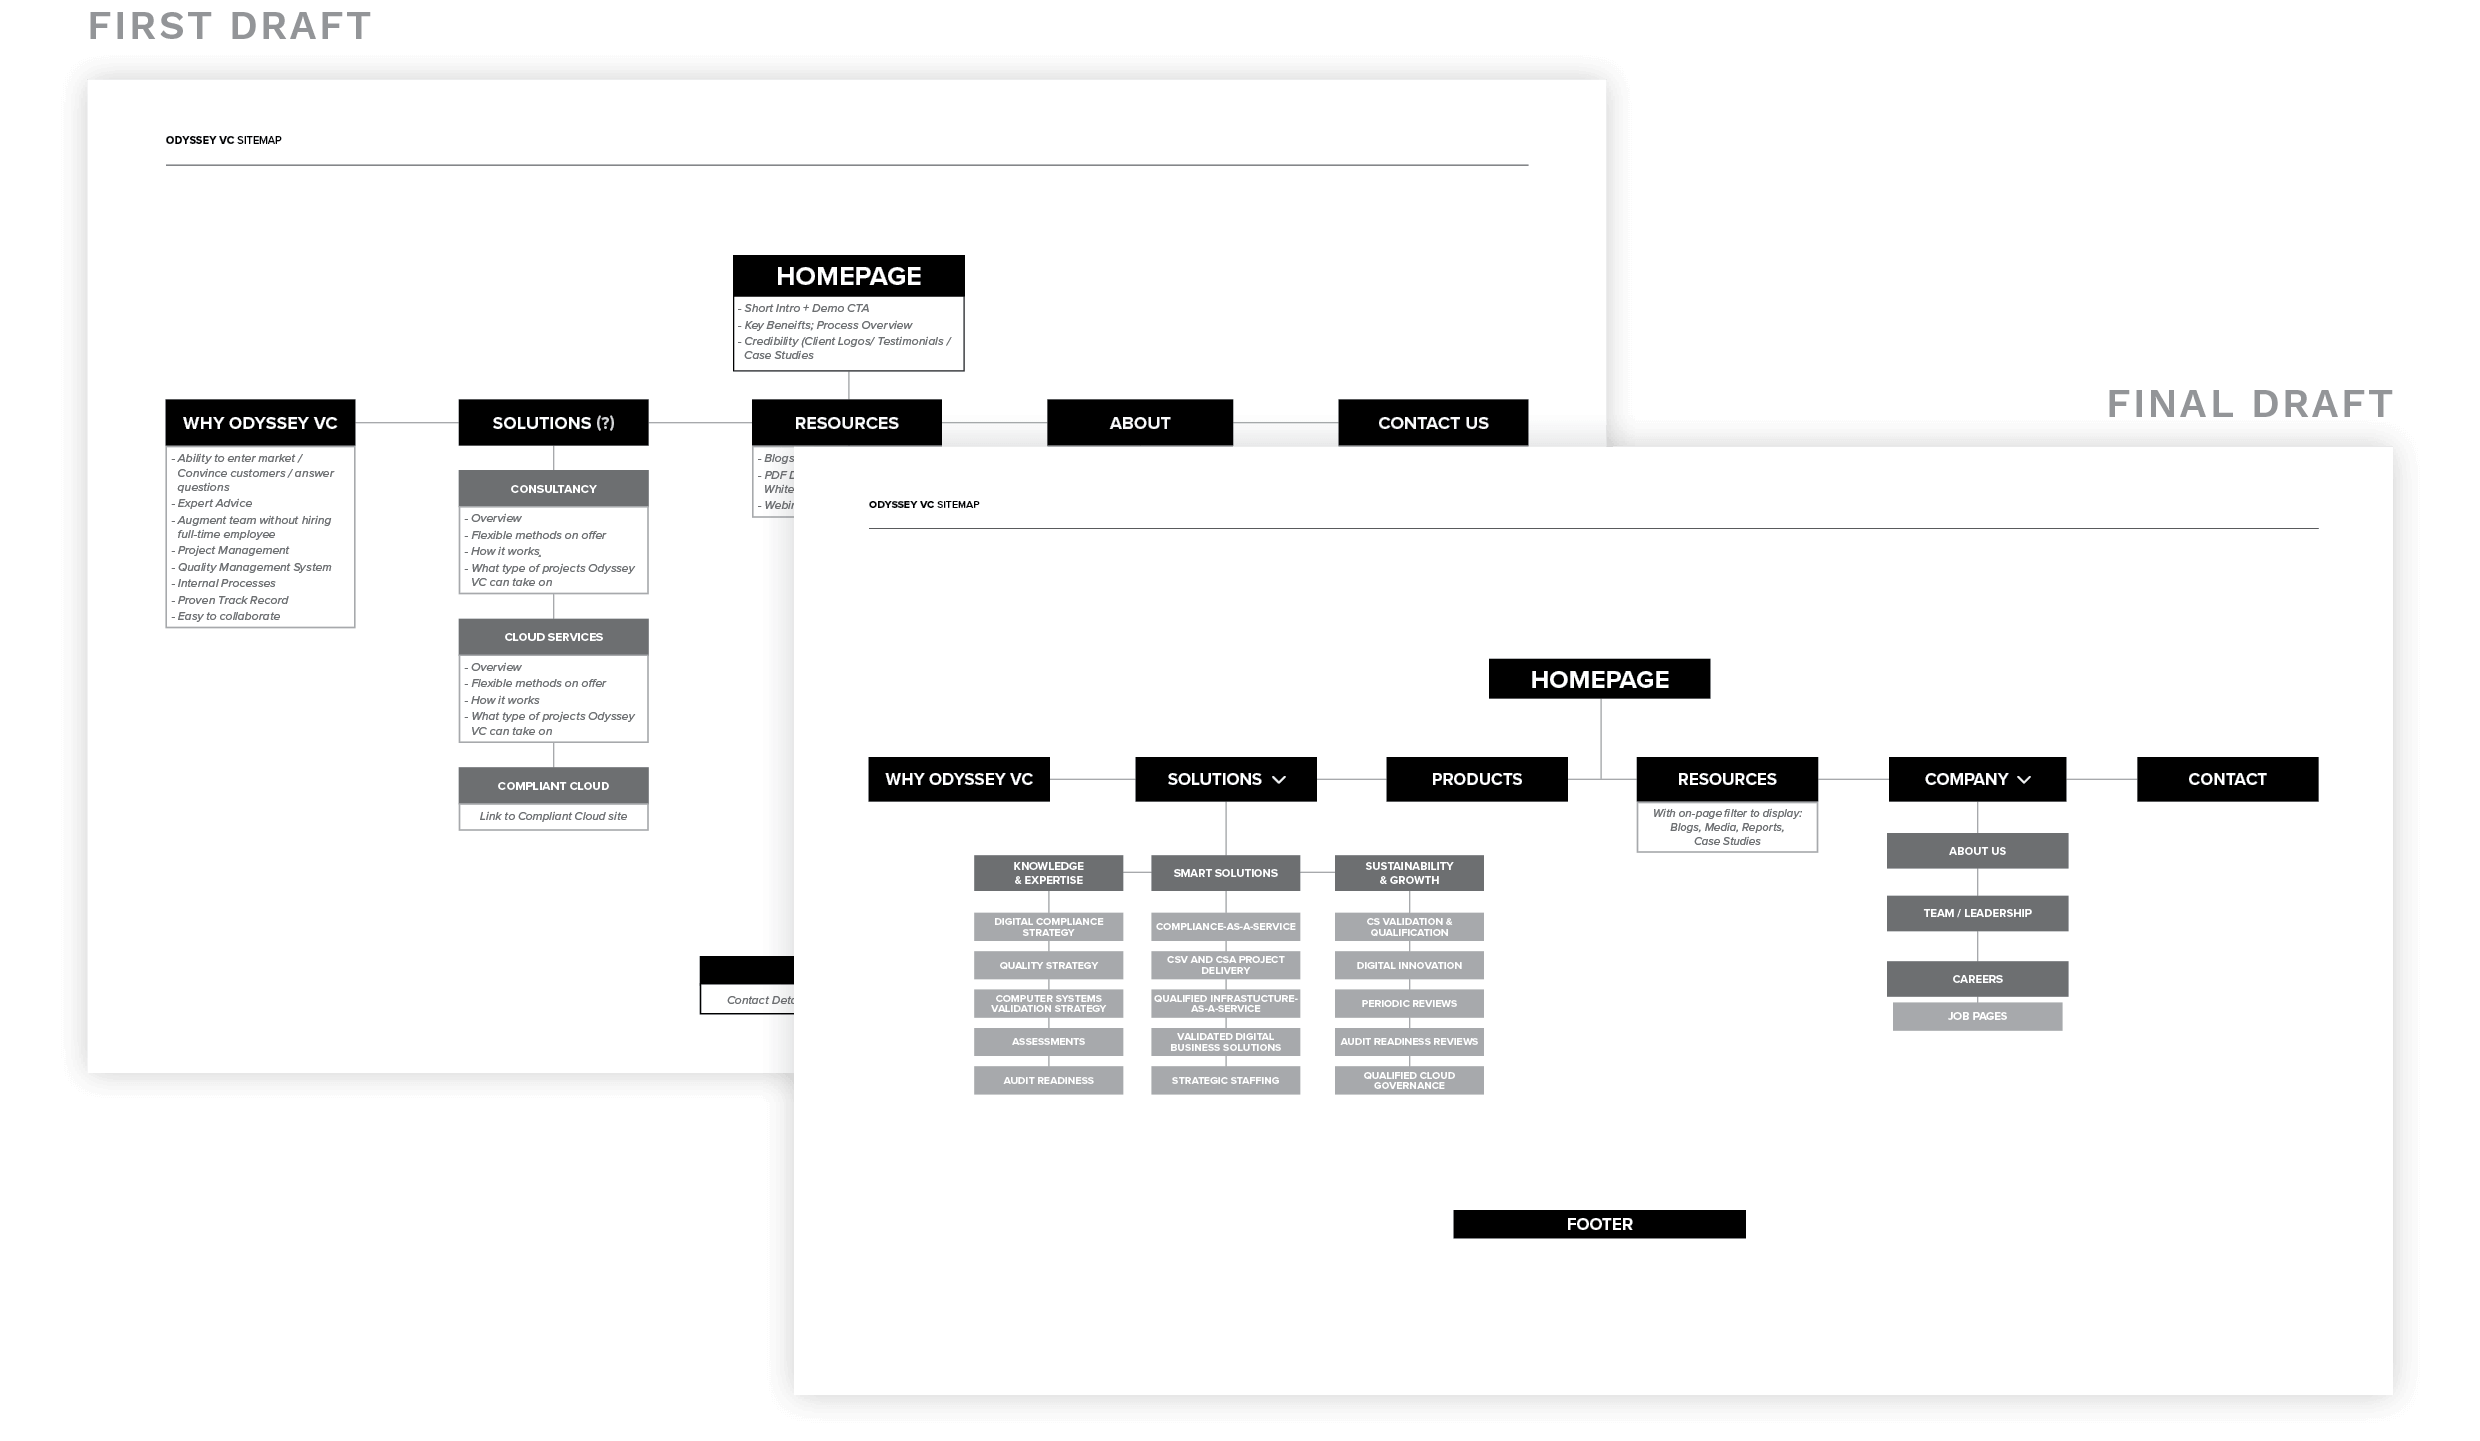 FIRST DRAFT
ODYSSEY VC SITEMAP
HOMEPAGE
- Short Intro + Demo CTA
- Key Beneifts; Process Overview
- Credibility (Client Logos/ Testimonials /
Case Studies
WHY ODYSSEY VC
- Ability to enter market /
Convince customers / answer
questions
- Expert Advice
- Augment team without hiring
full-time employee
- Project Management
- Quality Management System
- Internal Processes
- Proven Track Record
- Easy to collaborate
SOLUTIONS (?)
CONSULTANCY
- Overview
- Flexible methods on offer
- How it works
- What type of projects Odyssey
VC can take on
CLOUD SERVICES
- Overview
- Flexible methods on offer
- How it works
- What type of projects Odyssey
VC can take on
COMPLIANT CLOUD
Link to Compliant Cloud site
RESOURCES
- Blogs
- PDF
White
ABOUT
CONTACT US
Contact
FINAL DRAFT
ODYSSEY VC SITEMAP
HOMEPAGE
WHY ODYSSEY VC
SOLUTIONS
PRODUCTS
RESOURCES
COMPANY
CONTACT
With on-page filter to display:
Blogs, Media, Reports,
Case Studies
KNOWLEDGE
& EXPERTISE
DIGITAL COMPLIANCE
STRATEGY
QUALITY STRATEGY
COMPUTER SYSTEMS
VALIDATION STRATEGY
ASSESSMENTS
AUDIT READINESS
SMART SOLUTIONS
COMPLIANCE-AS-A-SERVICE
CSV AND CSA PROJECT
DELIVERY
QUALIFIED INFRASTUCTURE-
AS-A-SERVICE
VALIDATED DIGITAL
BUSINESS SOLUTIONS
STRATEGIC STAFFING
SUSTAINABILITY
& GROWTH
CS VALIDATION &
QUALIFICATION
DIGITAL INNOVATION
PERIODIC REVIEWS
AUDIT READINESS REVIEWS
QUALIFIED CLOUD
GOVERNANCE
ABOUT US
TEAM / LEADERSHIP
CAREERS
JOB PAGES
FOOTER